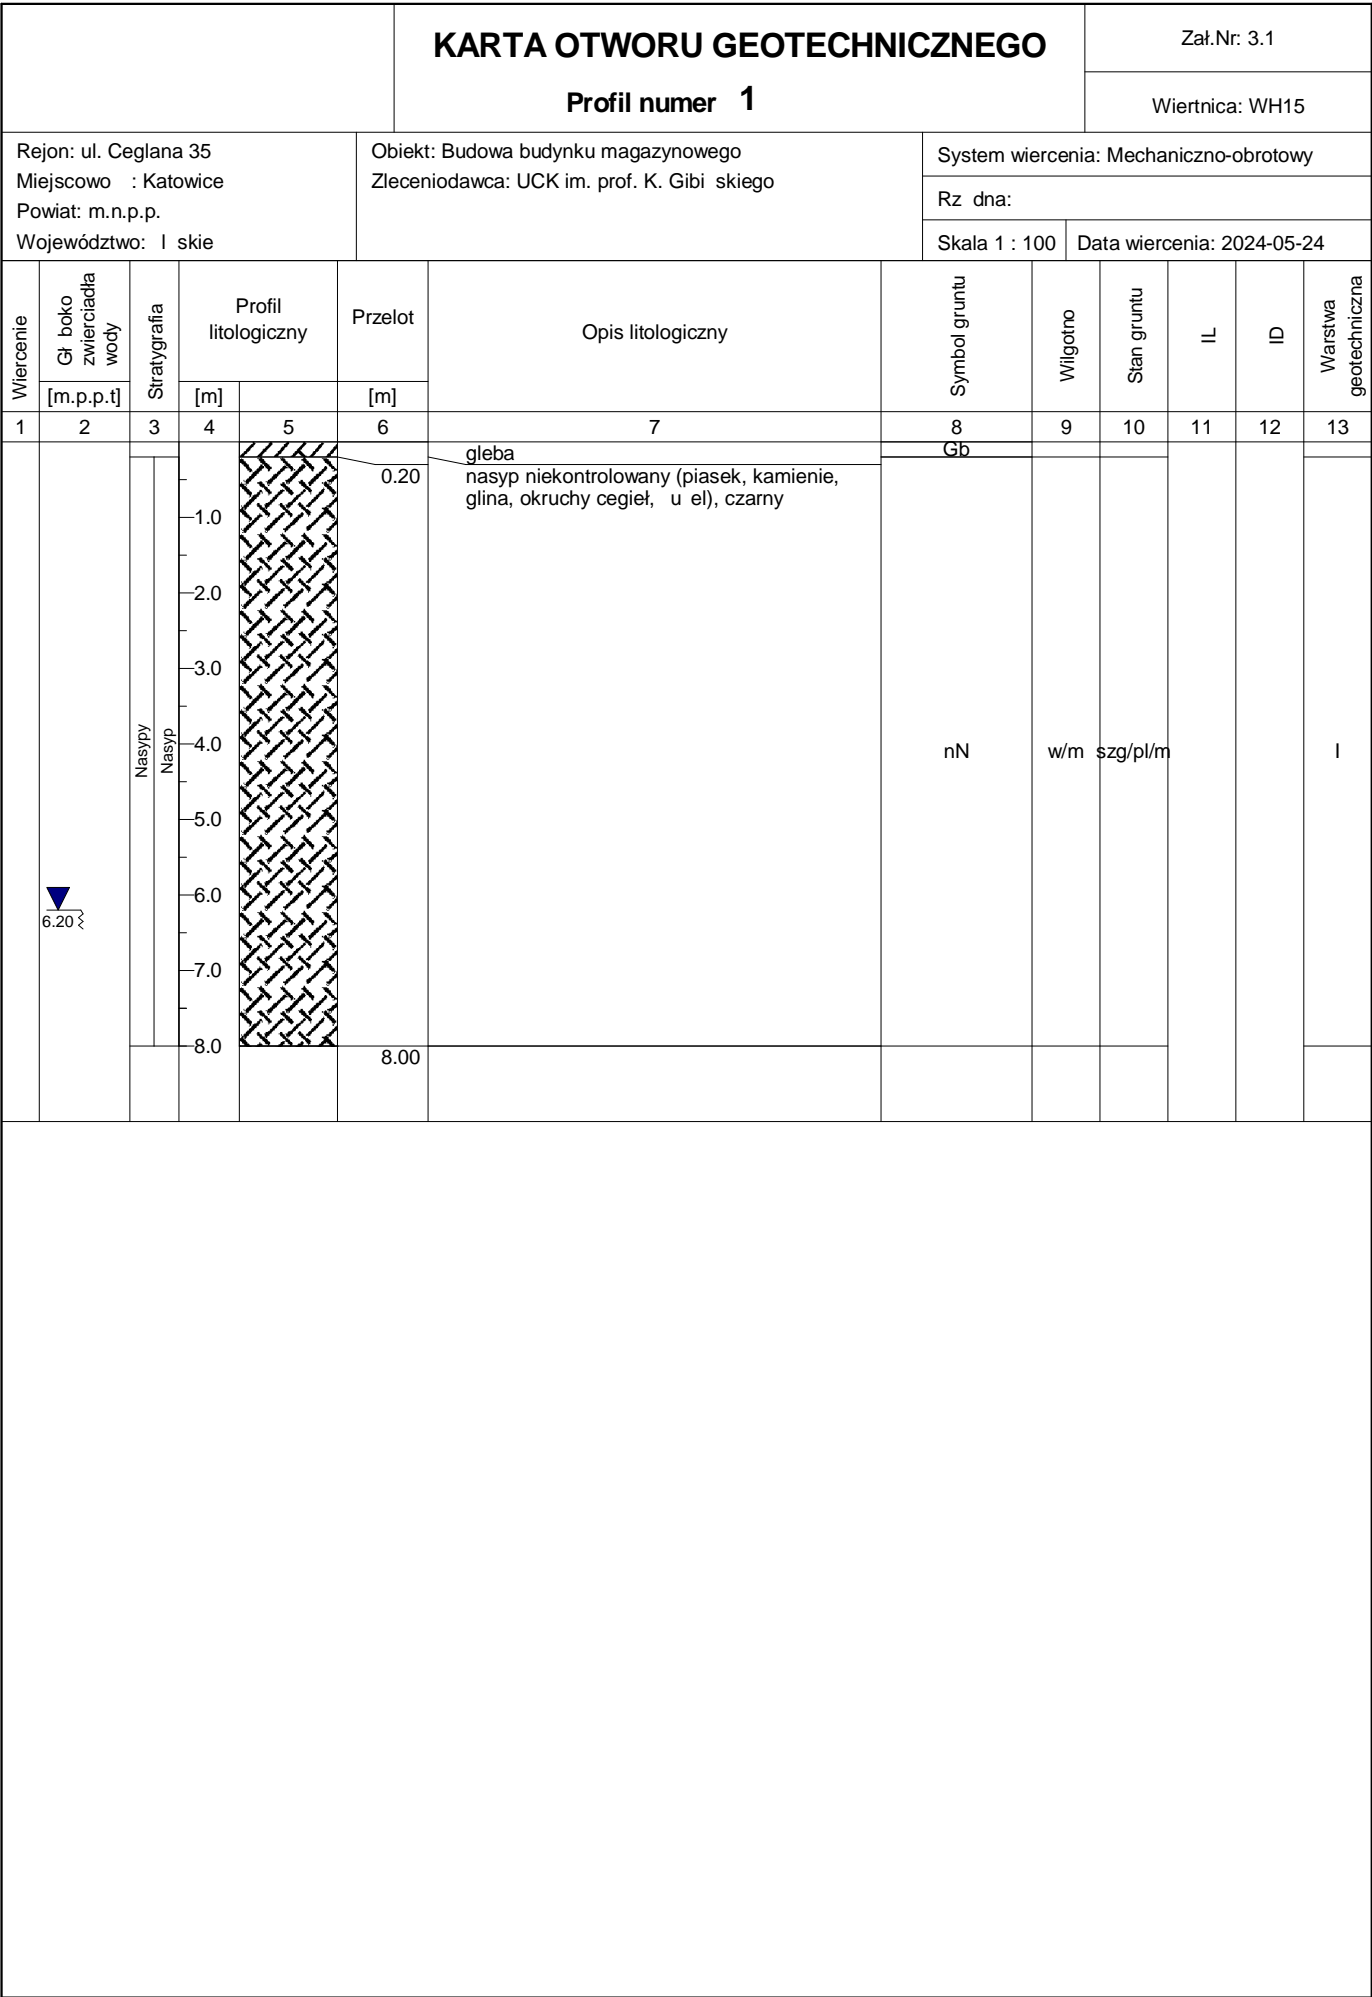 KARTA OTWORU GEOTECHNICZNEGO
Profil numer 1
Zał.Nr: 3.1
Wiertnica: WH15
Rejon: ul. Ceglana 35
Miejscowo : Katowice
Powiat: m.n.p.p.
Województwo: l skie
Obiekt: Budowa budynku magazynowego
Zleceniodawca: UCK im. prof. K. Gibi skiego
System wiercenia: Mechaniczno-obrotowy
Rz dna:
Skala 1 : 100
Data wiercenia: 2024-05-24
Wiercenie
Gł boko
zwierciadła
wody
[m.p.p.t]
Stratygrafia
Profil
litologiczny
[m]
Przelot
[m]
Opis litologiczny
Symbol gruntu
Wilgotno
Stan gruntu
IL
ID
Warstwa
geotechniczna
1 2 3 4 5 6 7 8 9 10 11 12 13
gleba
Gb
0.20
nasyp niekontrolowany (piasek, kamienie,
glina, okruchy cegieł, u el), czarny
1.0
2.0
3.0
4.0
5.0
6.0
7.0
8.0
Nasypy
Nasyp
nN
w/m
szg/pl/m
I
6.20
8.00